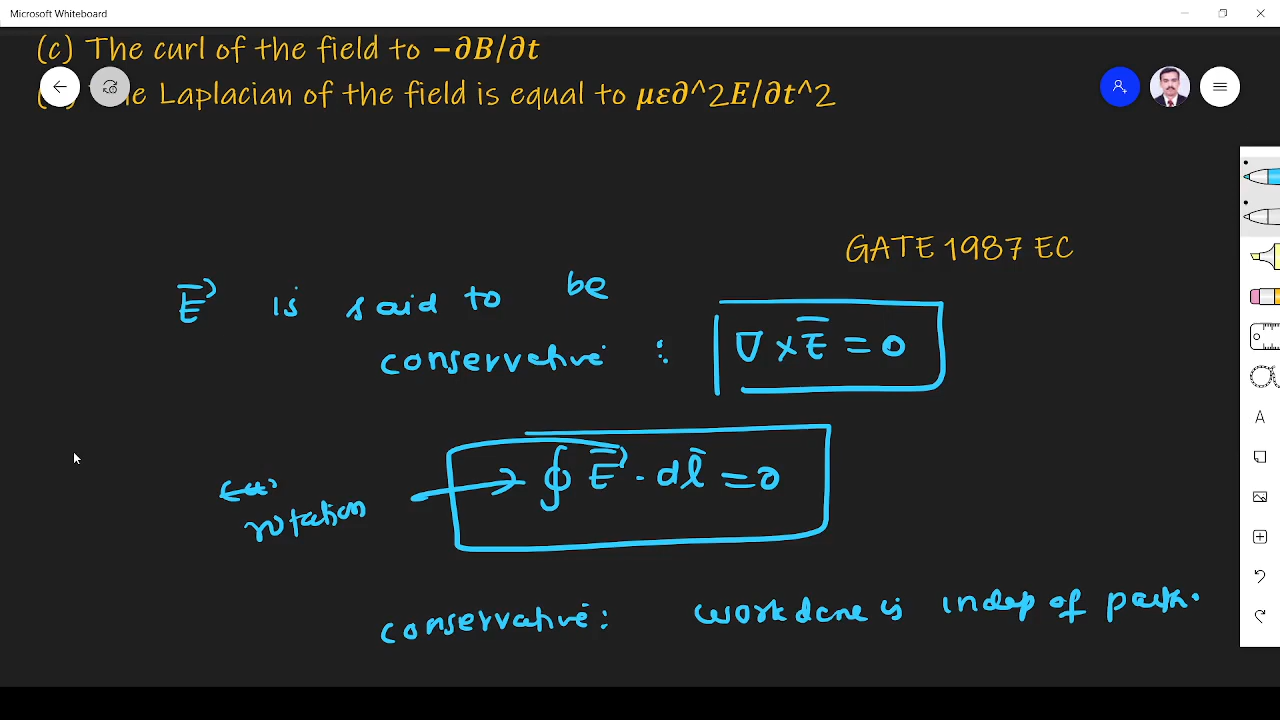 Microsoft Whiteboard
(c) The curl of the field to −∂B/∂t
Laplacian of the field is equal to με∂^2E/∂t^2
GATE 1987 EC
E⃗ is said to be
conservative : ∇ × E̅ = 0
∮ E⃗ · dl̅ = 0
rotation
conservative: workdone is indep of path.
A